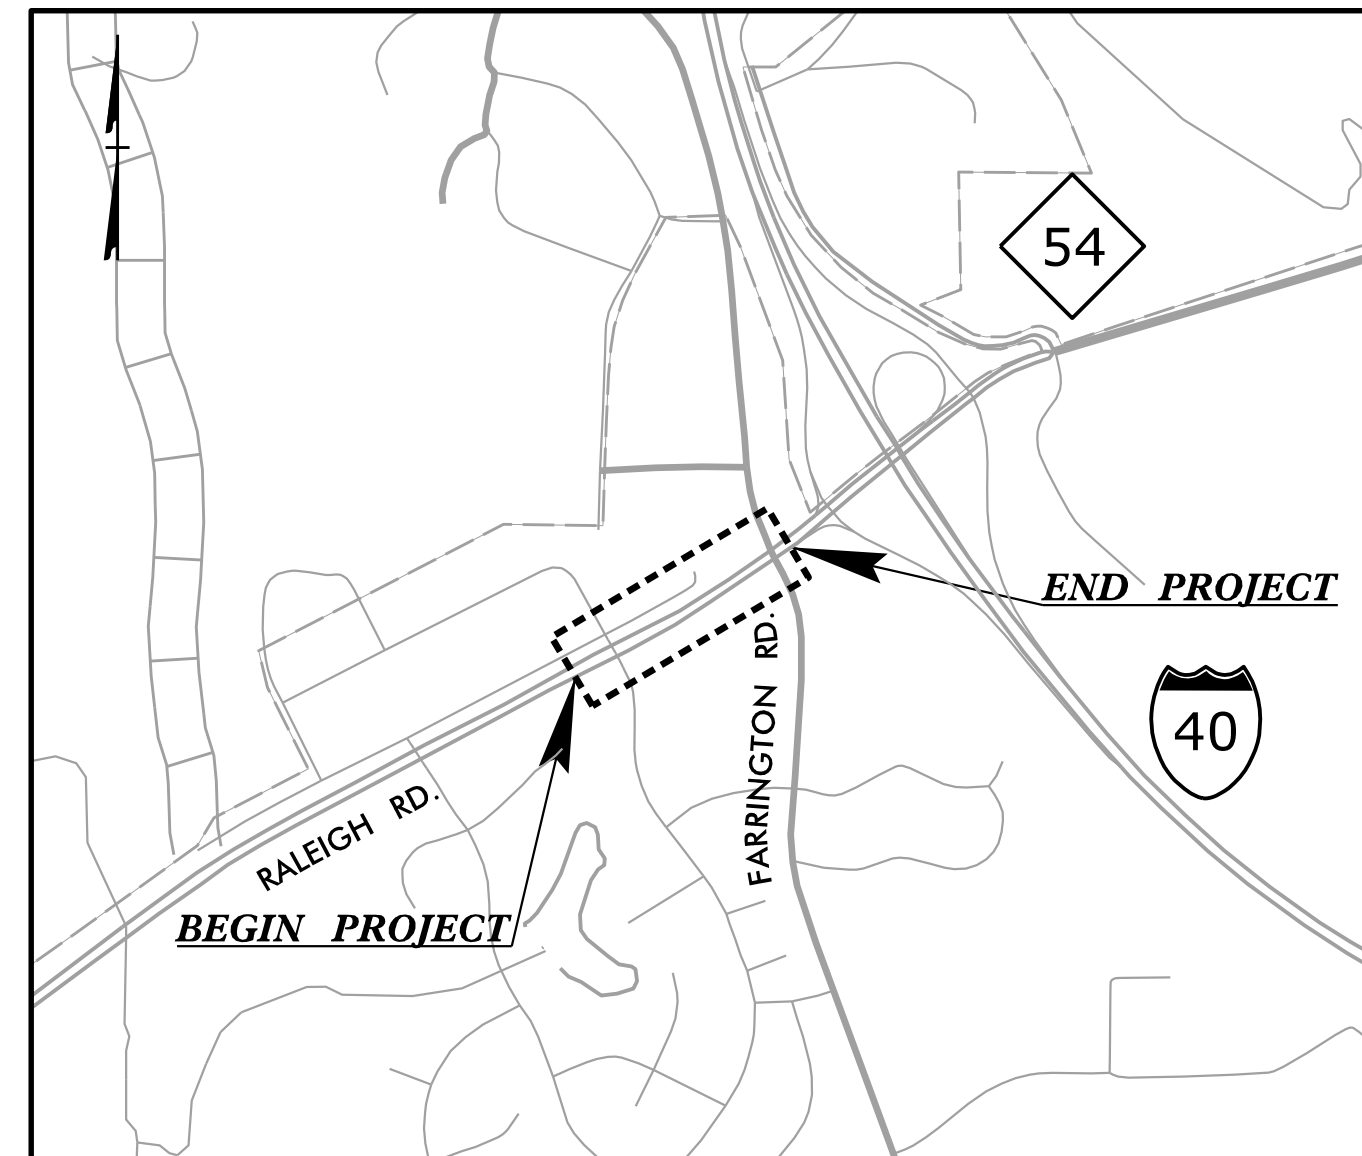 54
END PROJECT
40
FARRINGTON RD.
RALEIGH RD.
BEGIN PROJECT